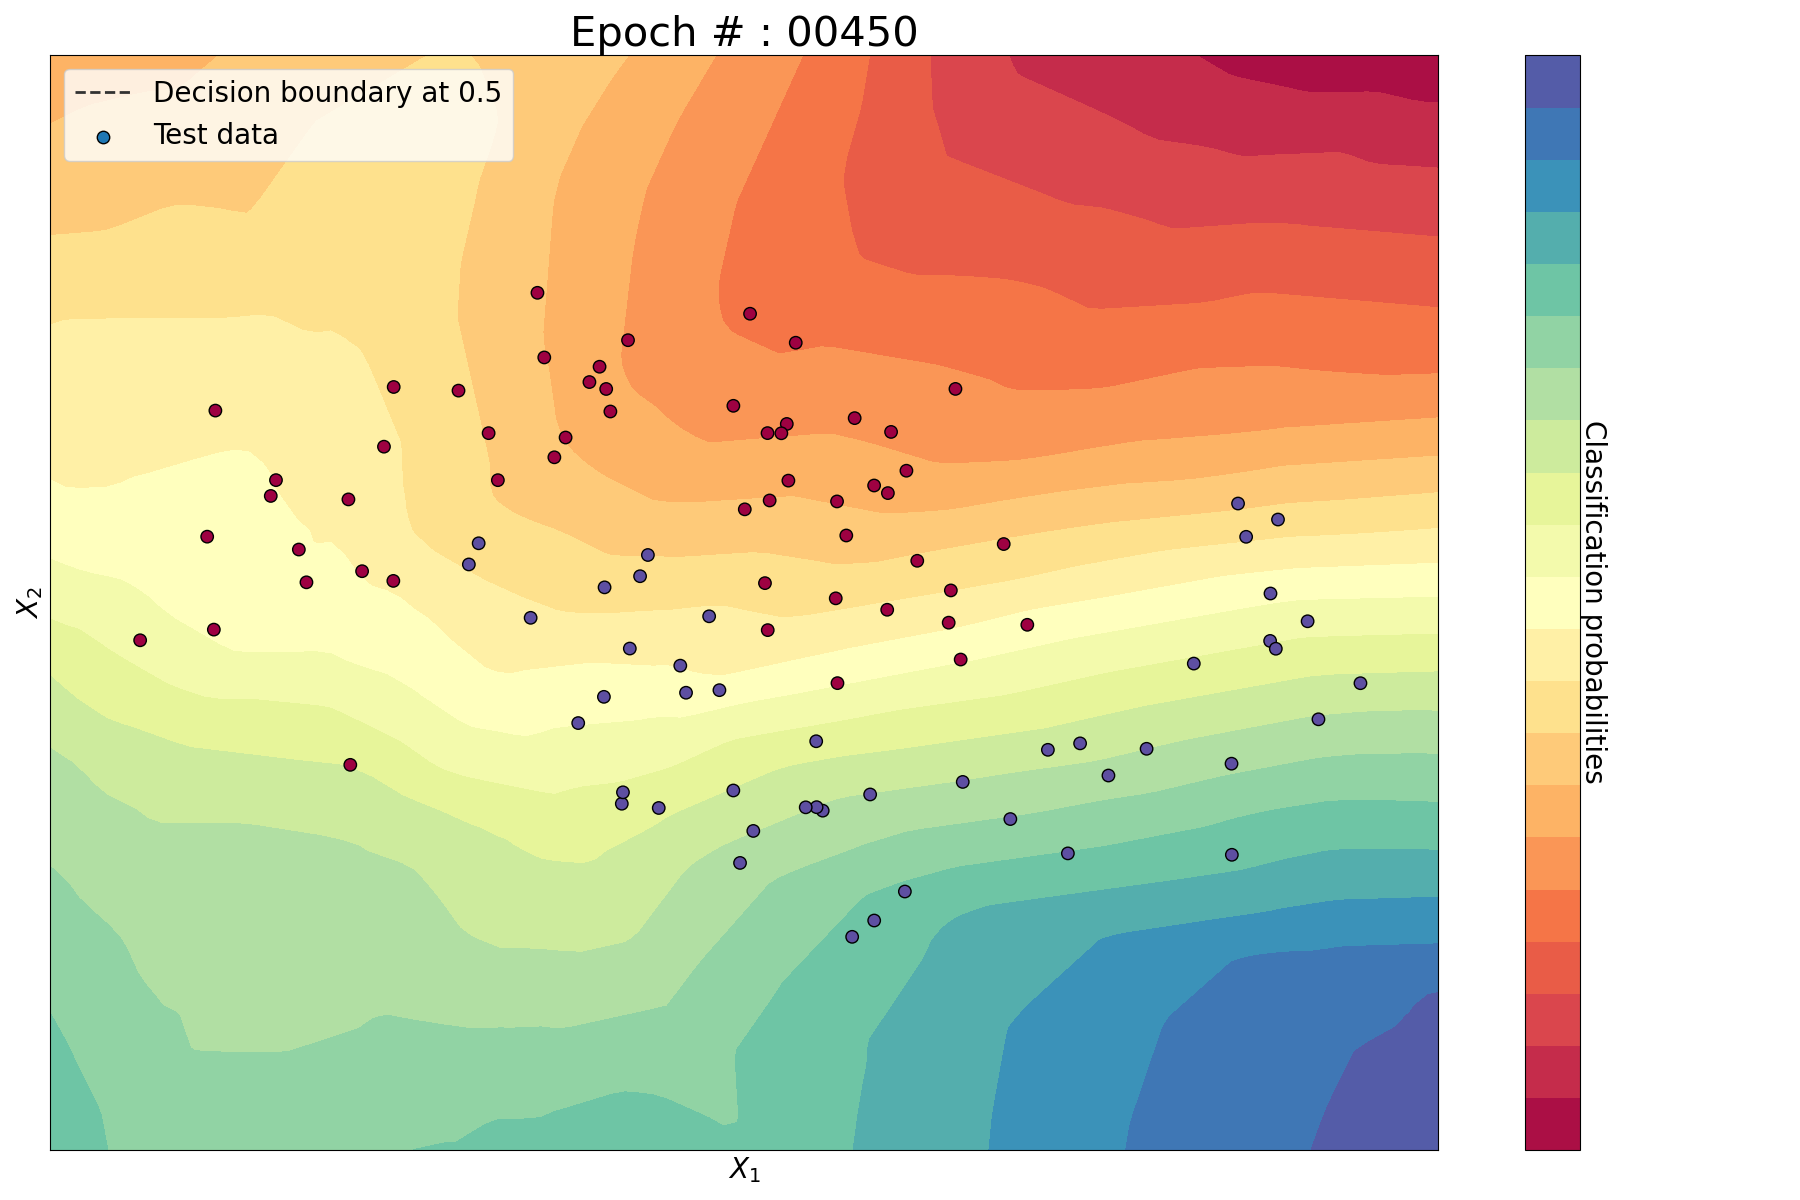 Epoch # : 00450
Decision boundary at 0.5
Test data
X₂
X₁
Classification probabilities